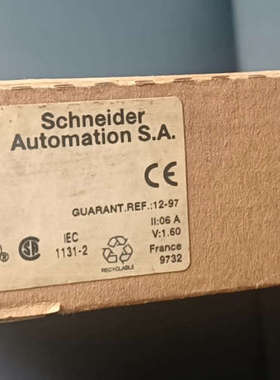 Schneider
Automation S.A.
CE
GUARANT.REF.:12-97
II:06 A
IEC
V:1.60
1131-2
France
RECYCLABLE
9732